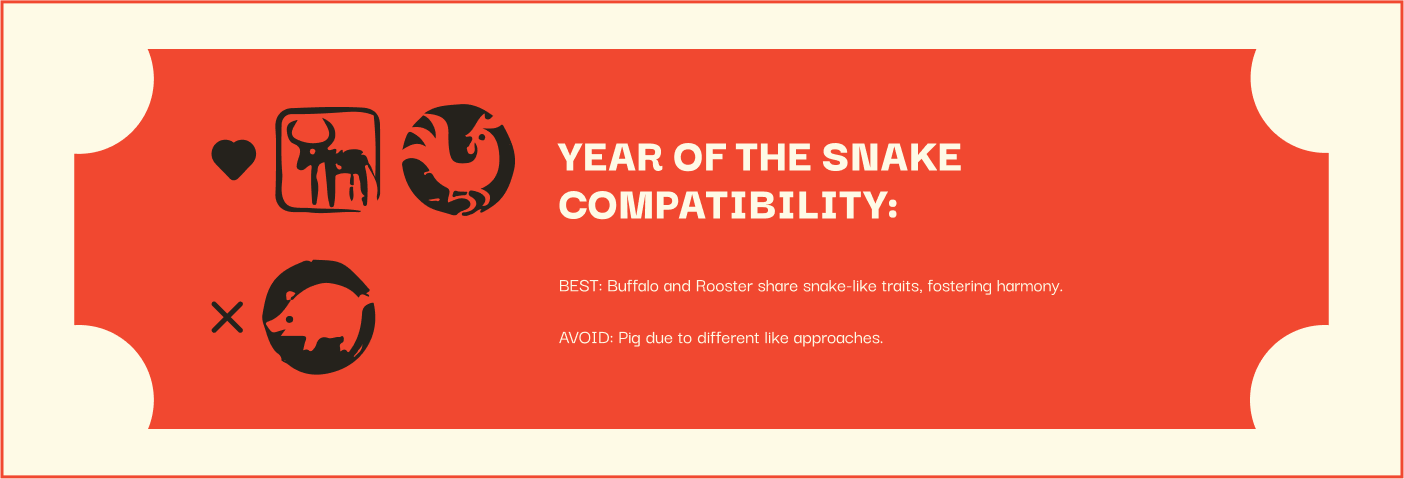 YEAR OF THE SNAKE
COMPATIBILITY:
BEST: Buffalo and Rooster share snake-like traits, fostering harmony.
AVOID: Pig due to different like approaches.